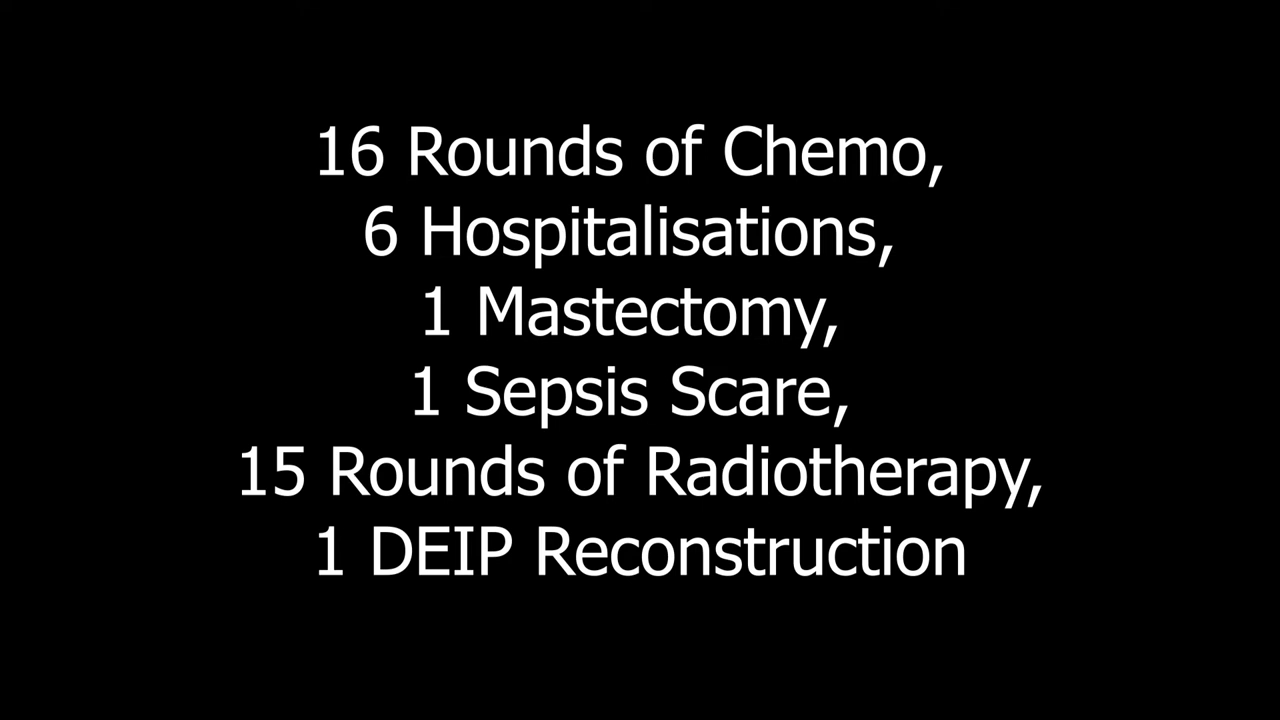 16 Rounds of Chemo,
6 Hospitalisations,
1 Mastectomy,
1 Sepsis Scare,
15 Rounds of Radiotherapy,
1 DEIP Reconstruction